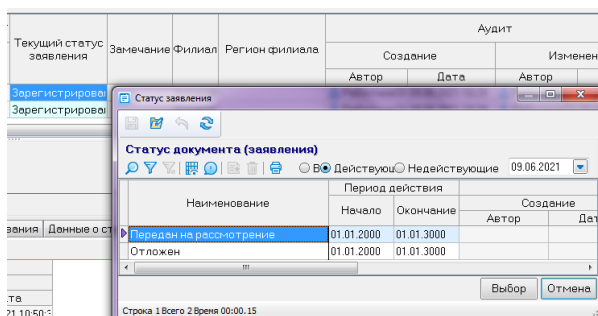 Аудит
Текущий статус
заявления
Замечание
Филиал
Регион филиала
Создание
Изменен
Автор
Дата
Автор
Зарегистрирова
Зарегистрирова
Статус заявления
Статус документа (заявления)
В
Действующ
Недействующие
09.06.2021
Наименование
Период действия
Создание
Начало
Окончание
Автор
Дат
Передан на рассмотрение
01.01.2000
01.01.3000
Отложен
01.01.2000
01.01.3000
Выбор
Отмена
Строка 1 Всего 2 Время 00:00.15
вания
Данные о ст
та
21 10:50:3